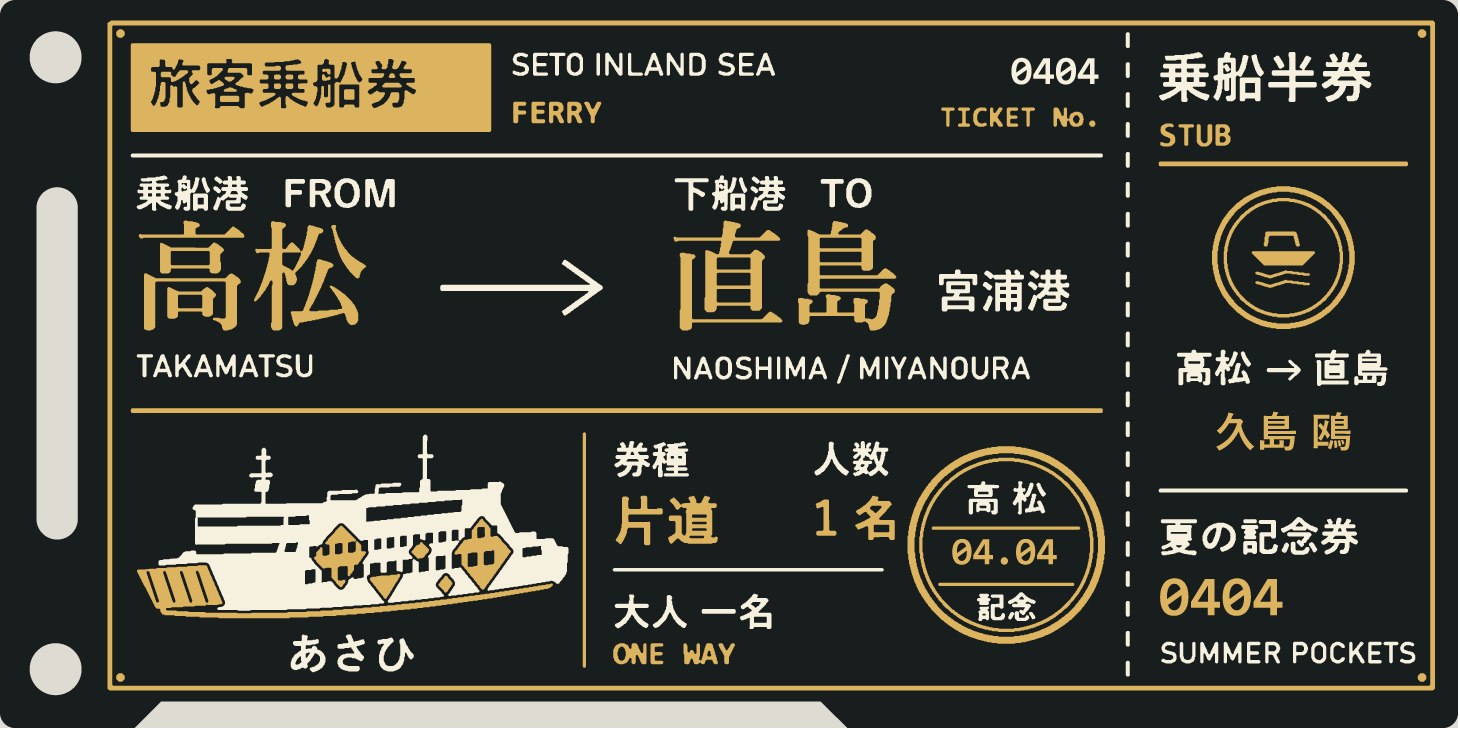 旅客乗船券
SETO INLAND SEA
FERRY
0404
TICKET No.
乗船港 FROM
高松
TAKAMATSU
→
下船港 TO
直島 宮浦港
NAOSHIMA / MIYANOURA
あさひ
券種
片道
人数
1 名
大人 一名
ONE WAY
高 松
04.04
記念
乗船半券
STUB
高松 → 直島
久島 鴎
夏の記念券
0404
SUMMER POCKETS